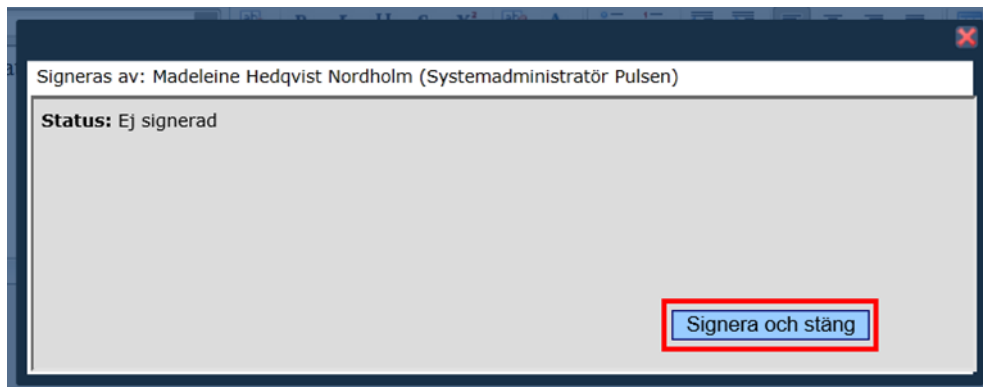 Signeras av: Madeleine Hedqvist Nordholm (Systemadministratör Pulsen)
Status: Ej signerad
Signera och stäng